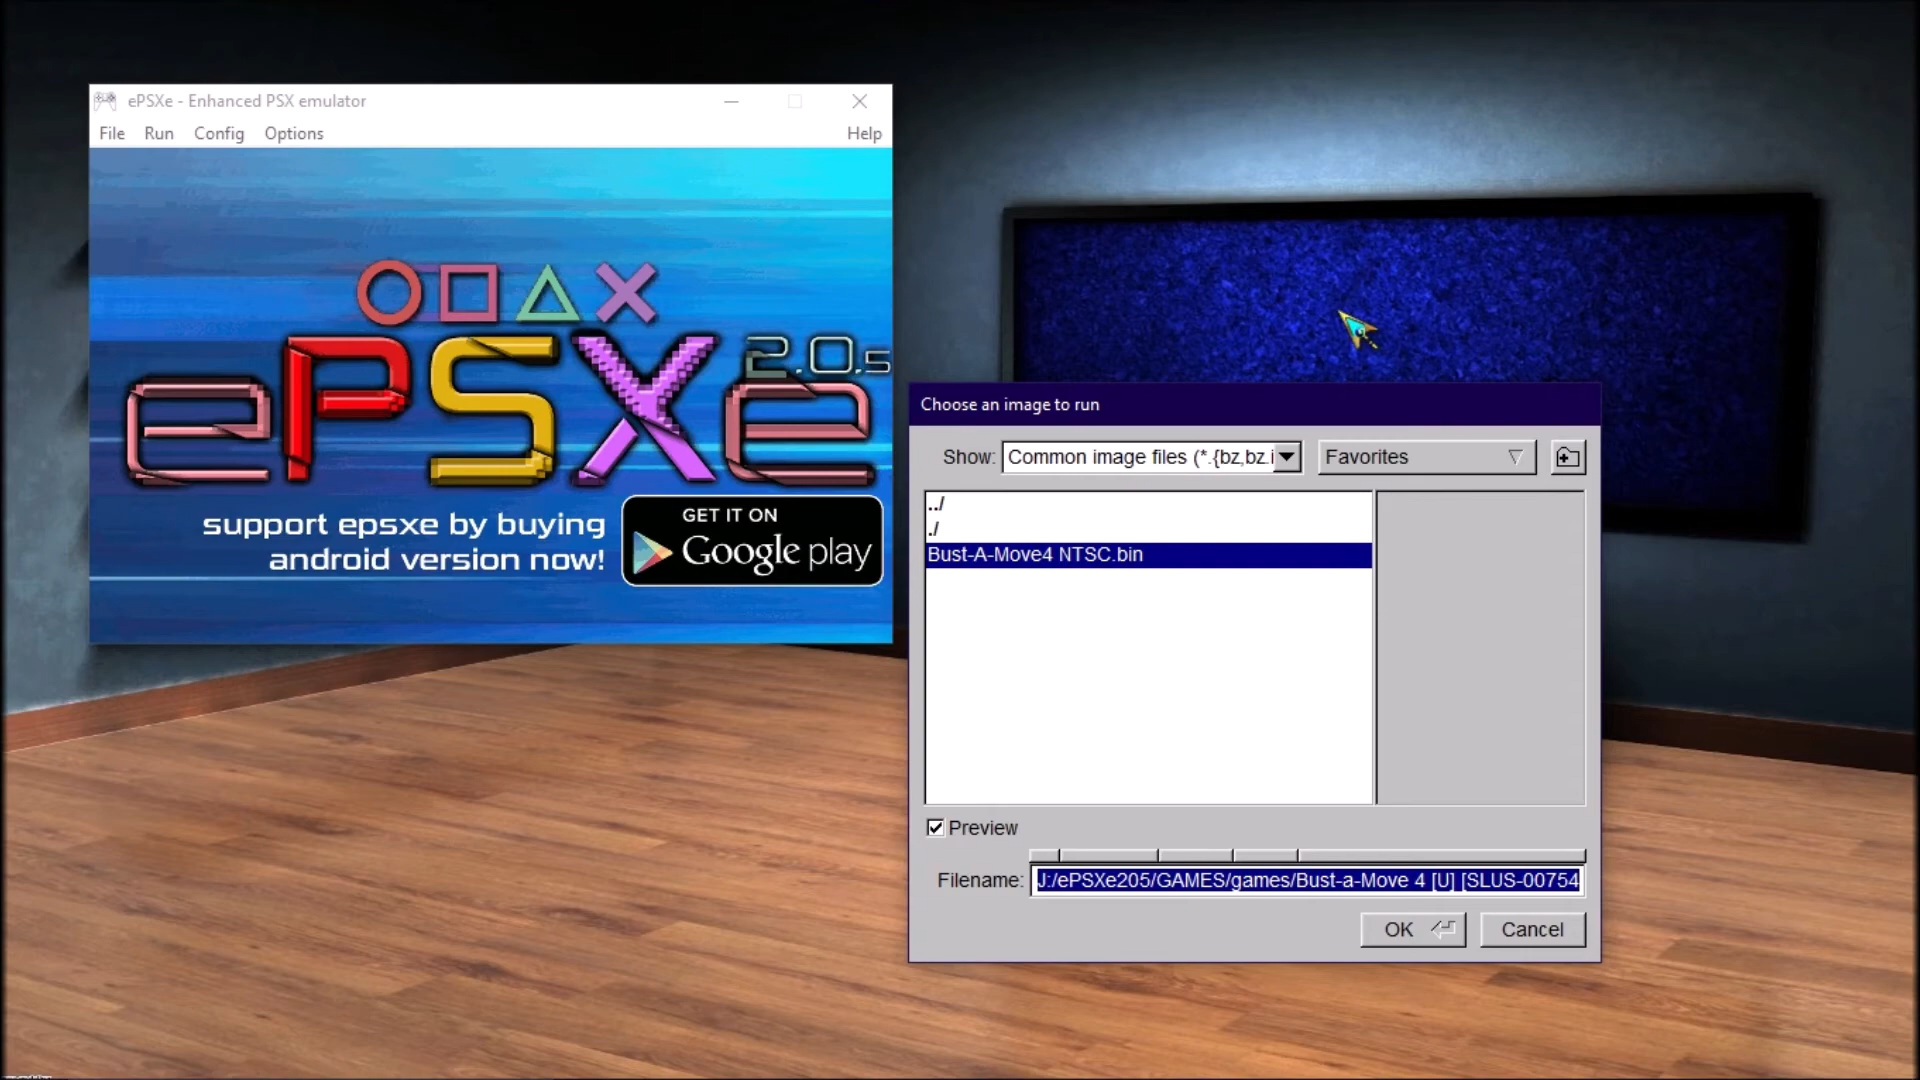 ePSXe - Enhanced PSX emulator
File Run Config Options Help
ePSXe 2.0.5
support epsxe by buying
android version now!
GET IT ON
Google play
Choose an image to run
Show: Common image files (*.{bz,bz.i Favorites
../
./
Bust-A-Move4 NTSC.bin
Preview
Filename: J:/ePSXe205/GAMES/games/Bust-a-Move 4 [U] [SLUS-00754
OK Cancel